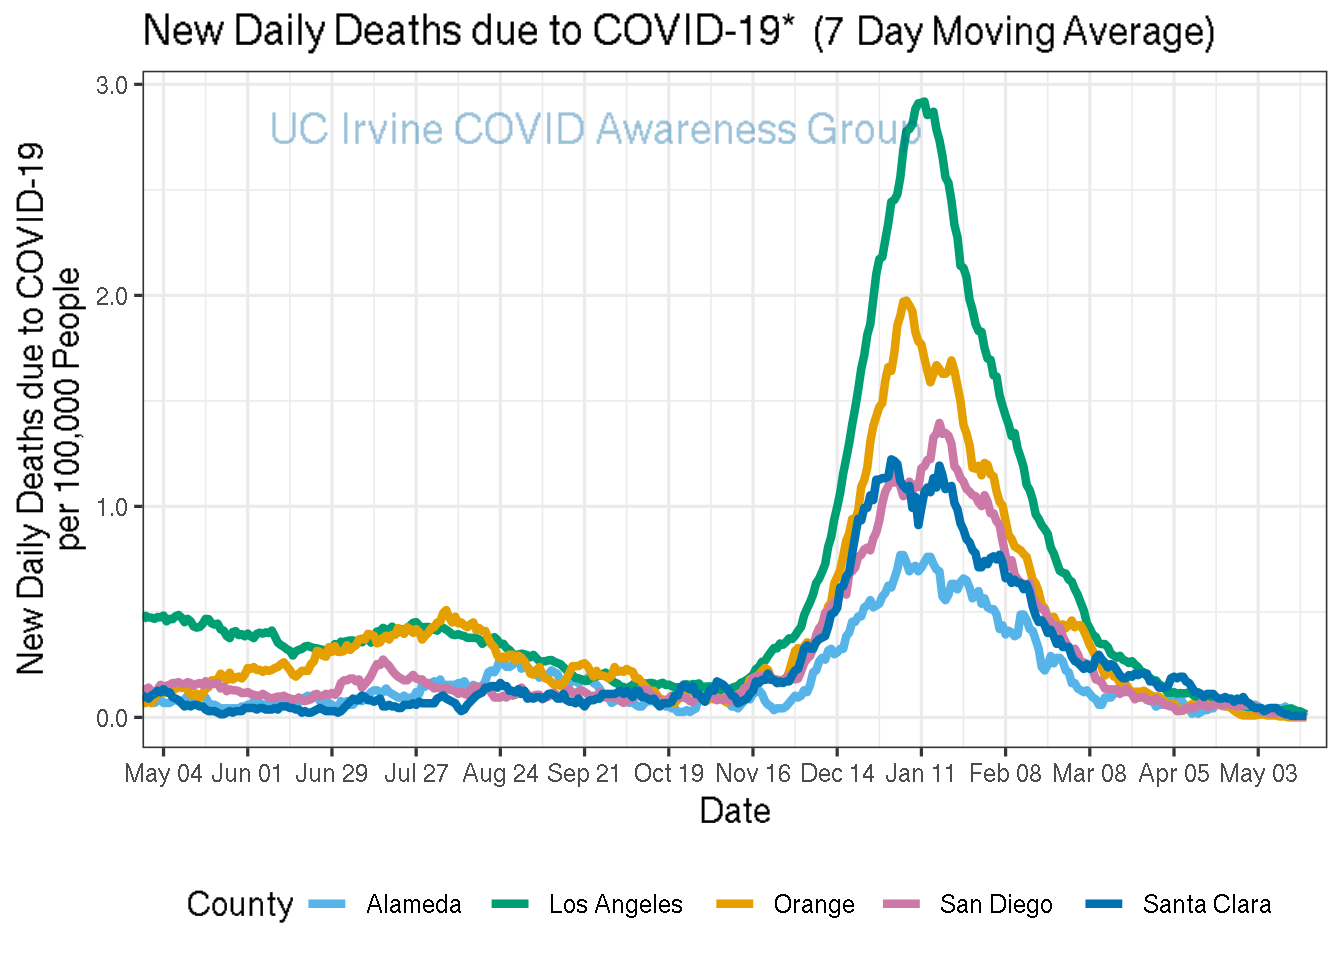 New Daily Deaths due to COVID-19* (7 Day Moving Average)
UC Irvine COVID Awareness Group
New Daily Deaths due to COVID-19
per 100,000 People
3.0
2.0
1.0
0.0
May 04 Jun 01 Jun 29 Jul 27 Aug 24 Sep 21 Oct 19 Nov 16 Dec 14 Jan 11 Feb 08 Mar 08 Apr 05 May 03
Date
County Alameda Los Angeles Orange San Diego Santa Clara